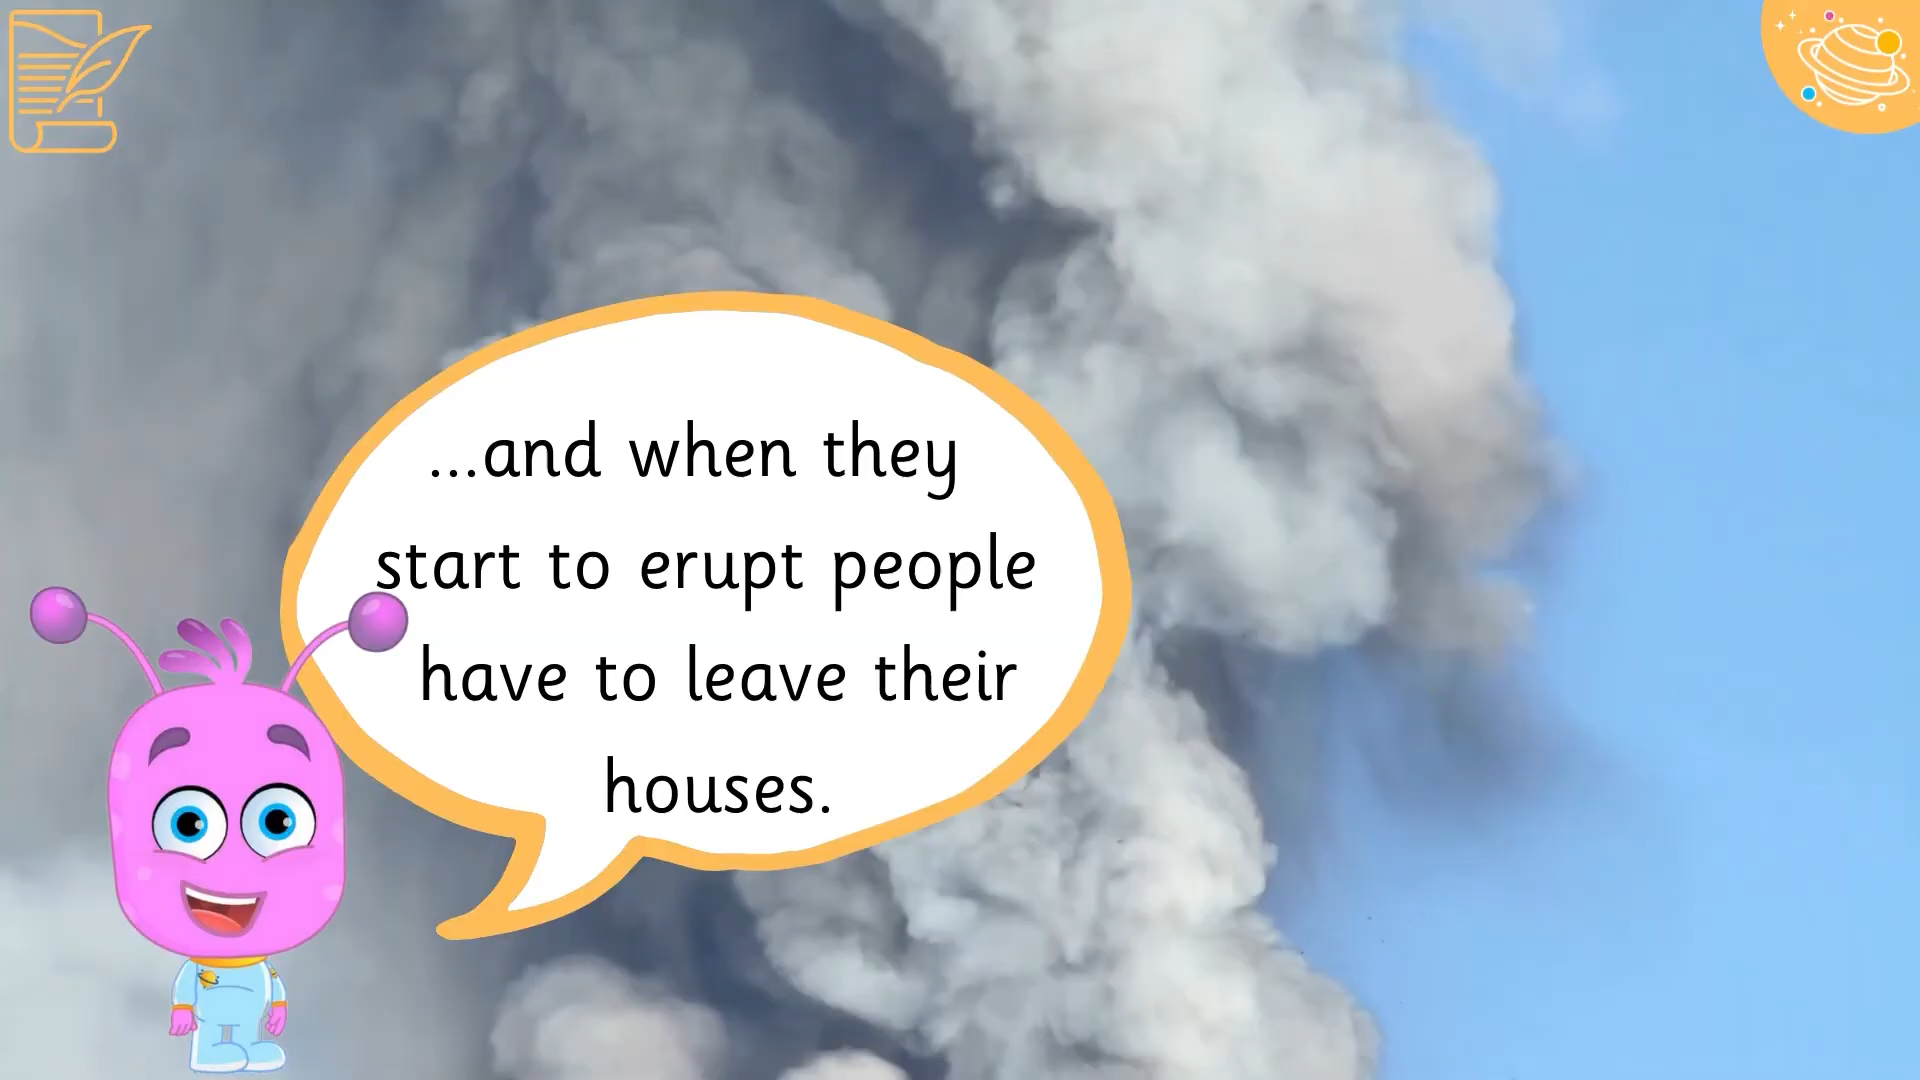 ...and when they
start to erupt people
have to leave their
houses.